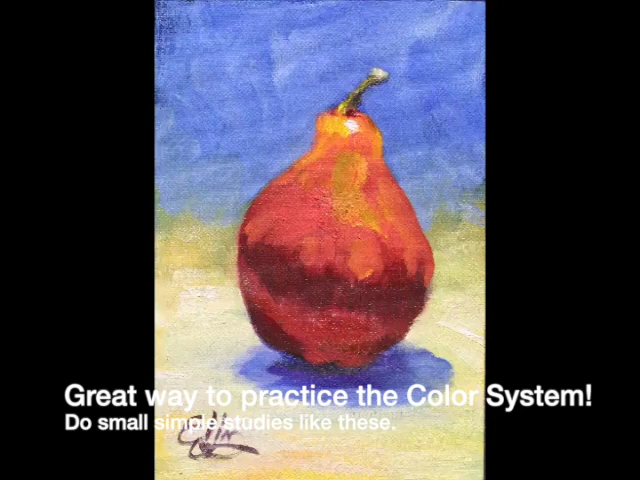 Great way to practice the Color System!
Do small simple studies like these.